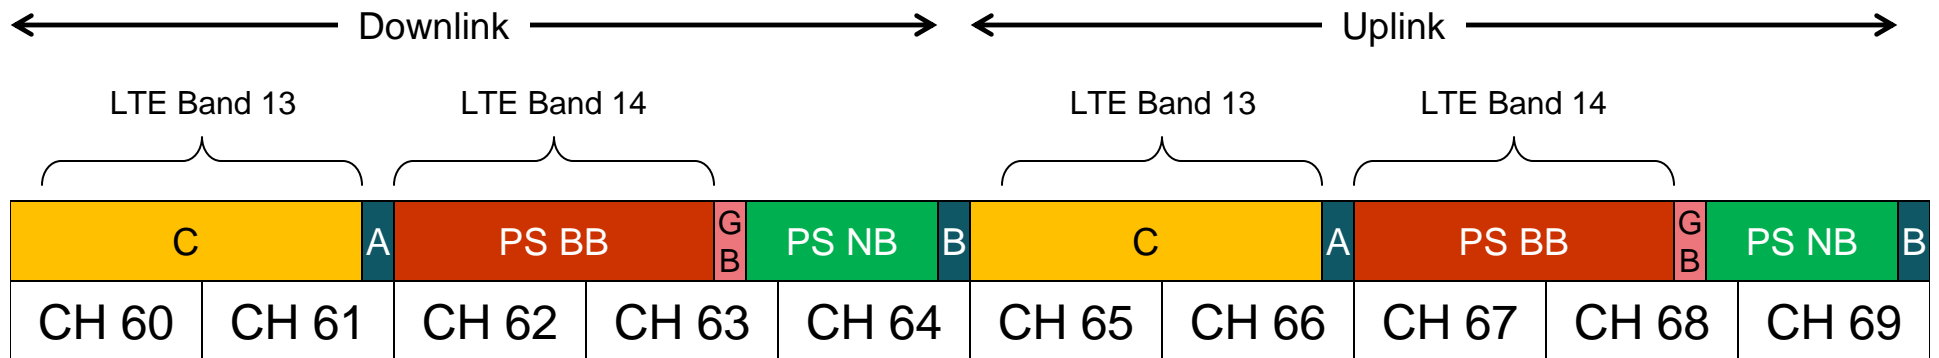 Downlink Uplink
LTE Band 13 LTE Band 14 LTE Band 13 LTE Band 14
C A PS BB G B PS NB B C A PS BB G B PS NB B
CH 60 CH 61 CH 62 CH 63 CH 64 CH 65 CH 66 CH 67 CH 68 CH 69